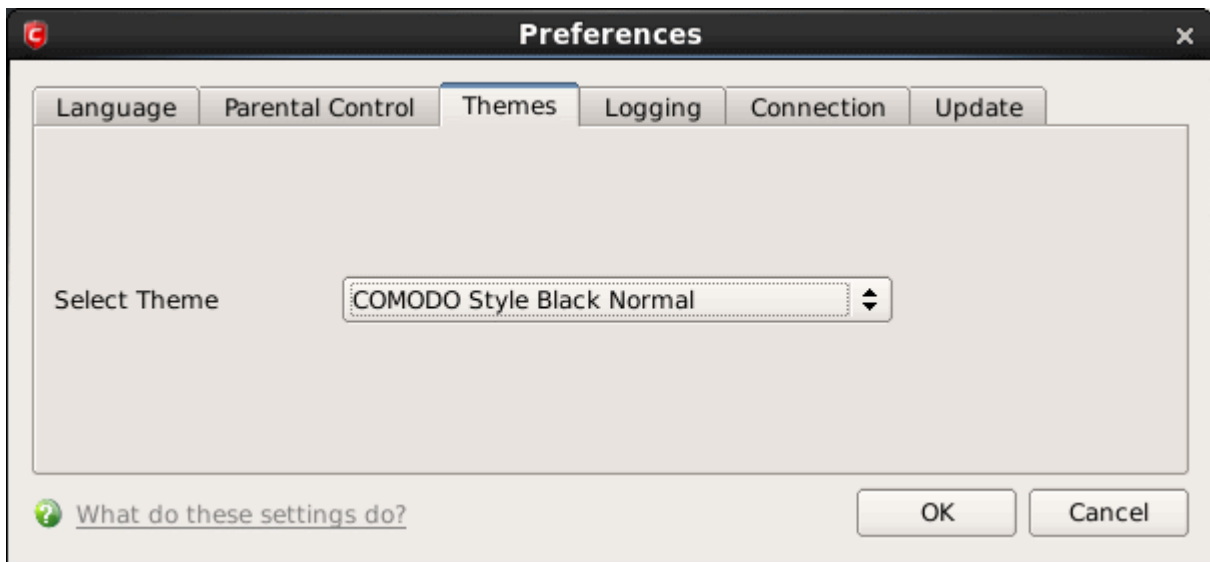 Preferences
Language Parental Control Themes Logging Connection Update
Select Theme COMODO Style Black Normal
What do these settings do? OK Cancel